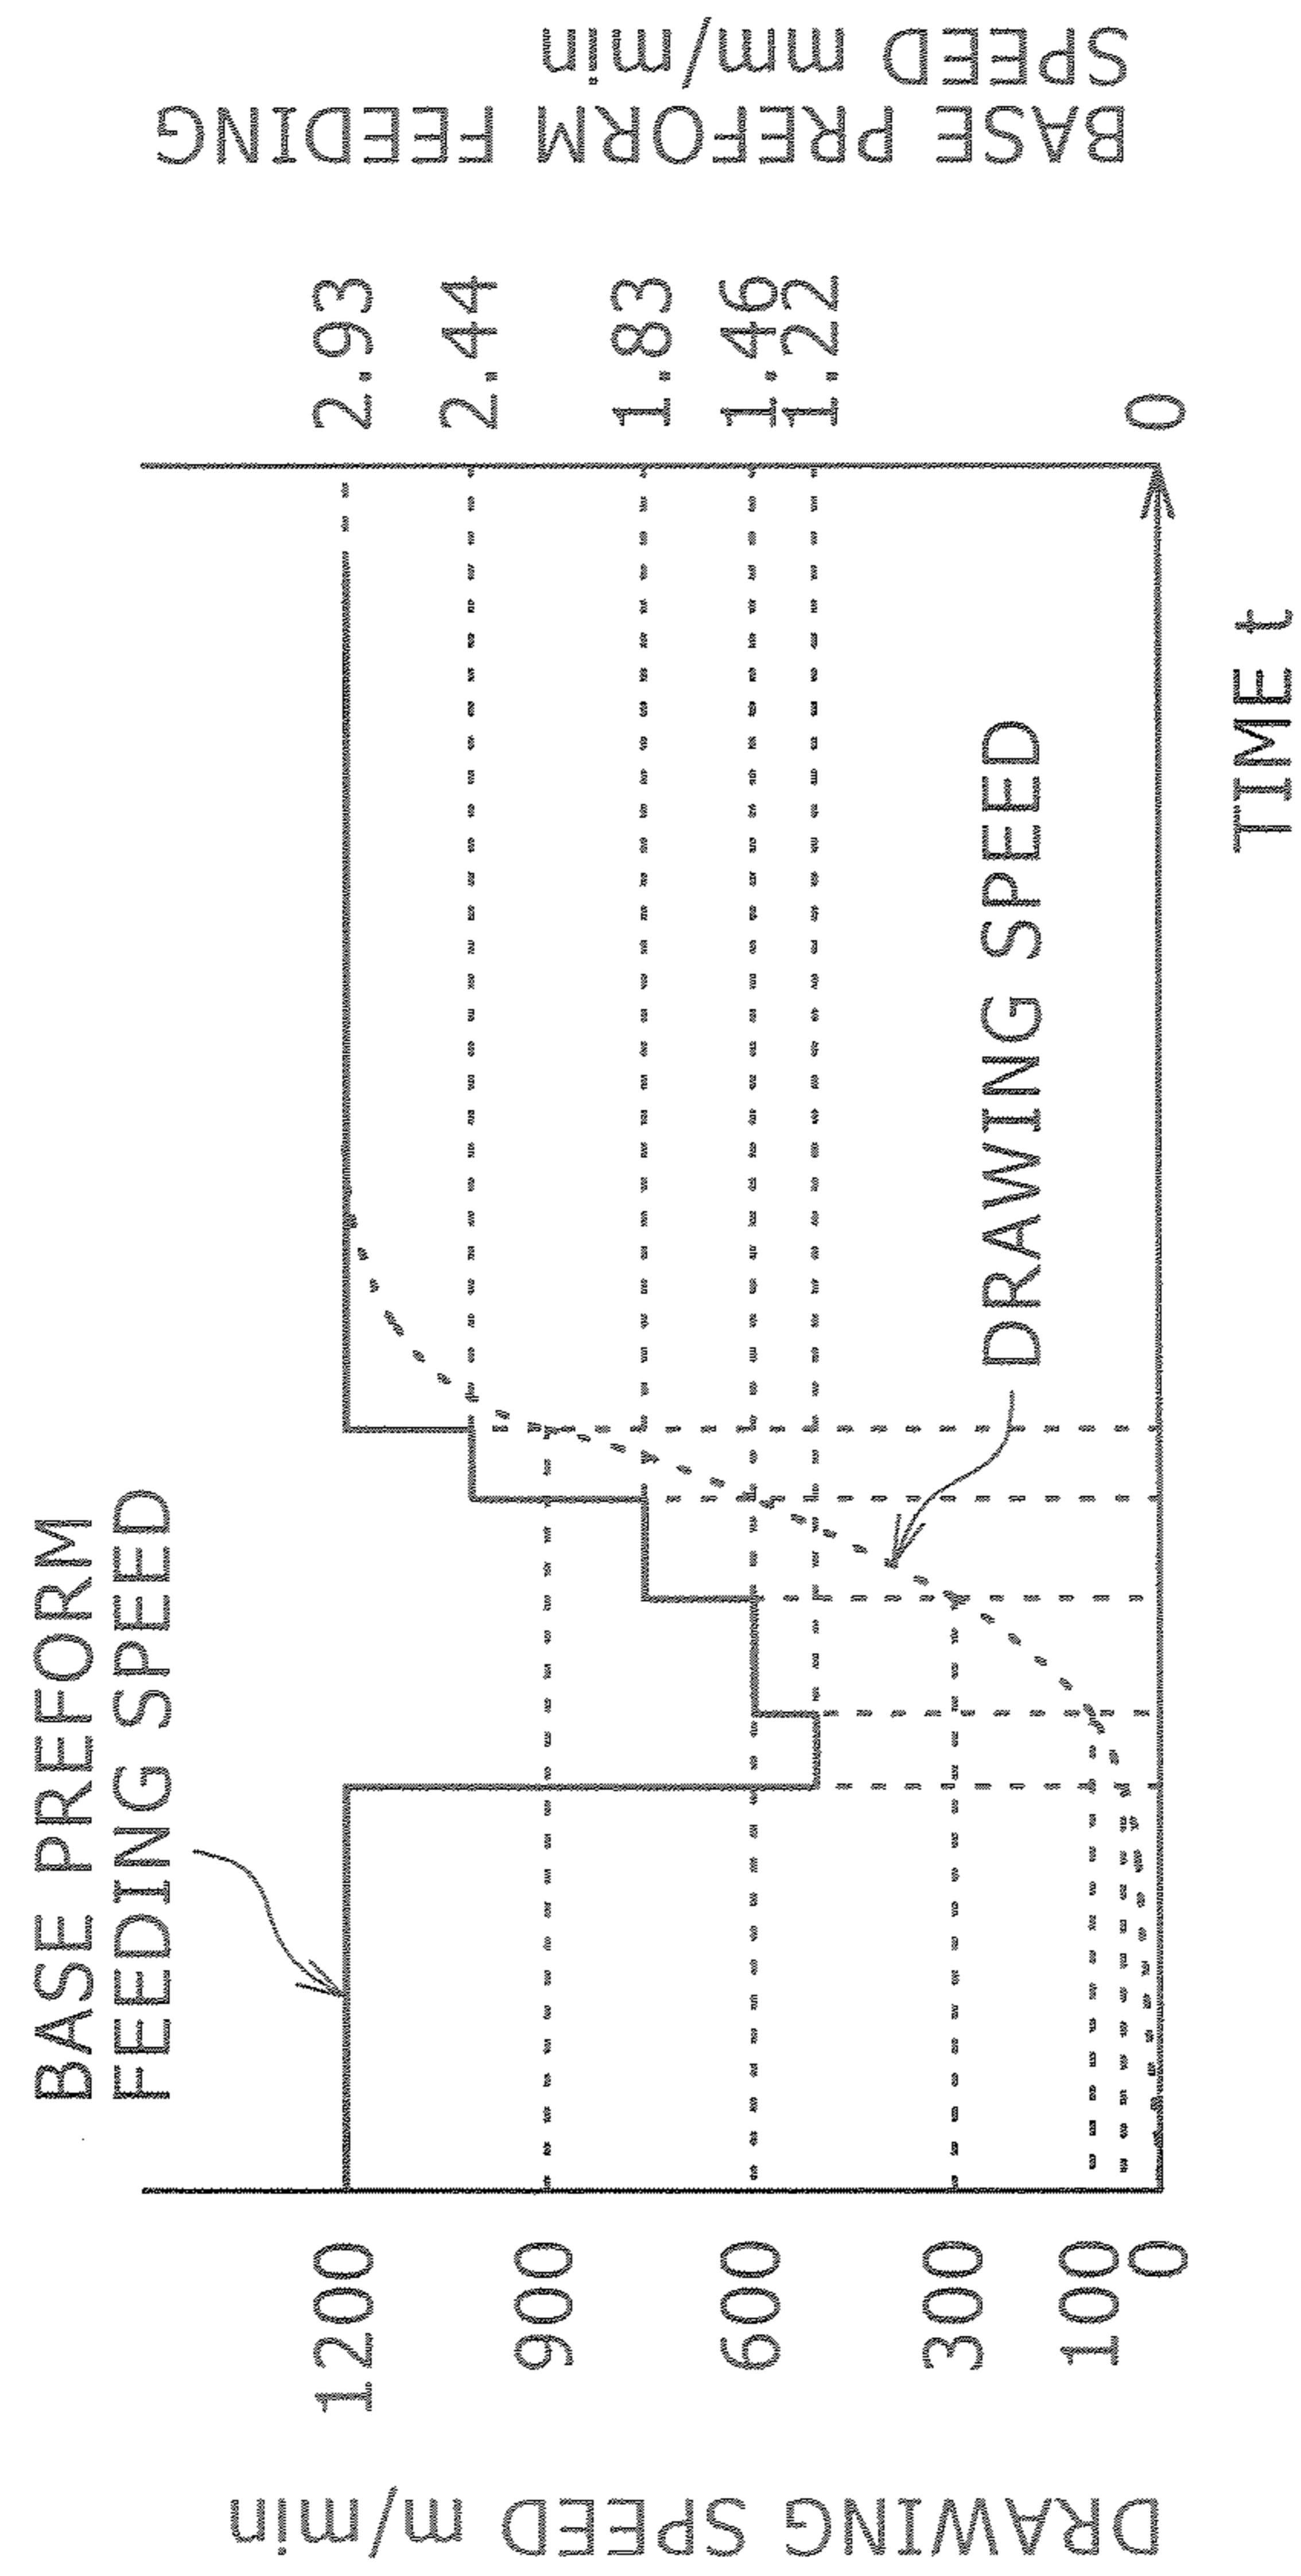 BASE PREFORM
FEEDING SPEED
DRAWING SPEED m/min
1200
900
600
300
100
0
DRAWING SPEED
TIME t
2.93
2.44
1.83
1.46
1.22
0
BASE PREFORM FEEDING
SPEED mm/min